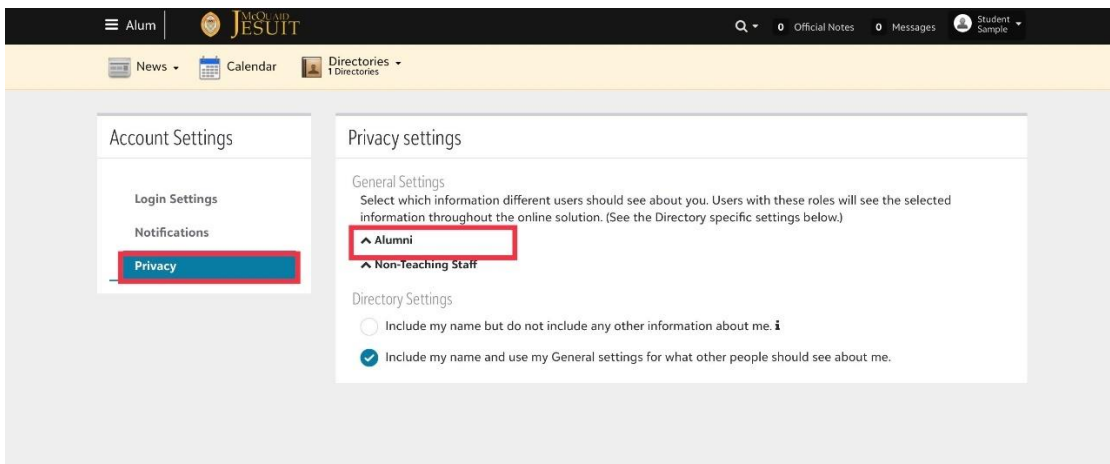 Alum
McQUAID
JESUIT
0 Official Notes
0 Messages
Student
Sample
News
Calendar
Directories
1 Directories
Account Settings
Login Settings
Notifications
Privacy
Privacy settings
General Settings
Select which information different users should see about you. Users with these roles will see the selected
information throughout the online solution. (See the Directory specific settings below.)
Alumni
Non-Teaching Staff
Directory Settings
Include my name but do not include any other information about me. i
Include my name and use my General settings for what other people should see about me.